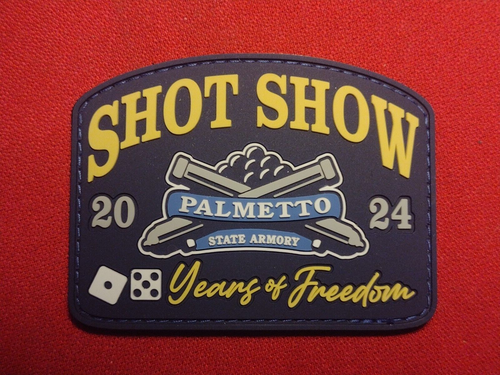 SHOT SHOW
20 24
PALMETTO
STATE ARMORY
Years of Freedom